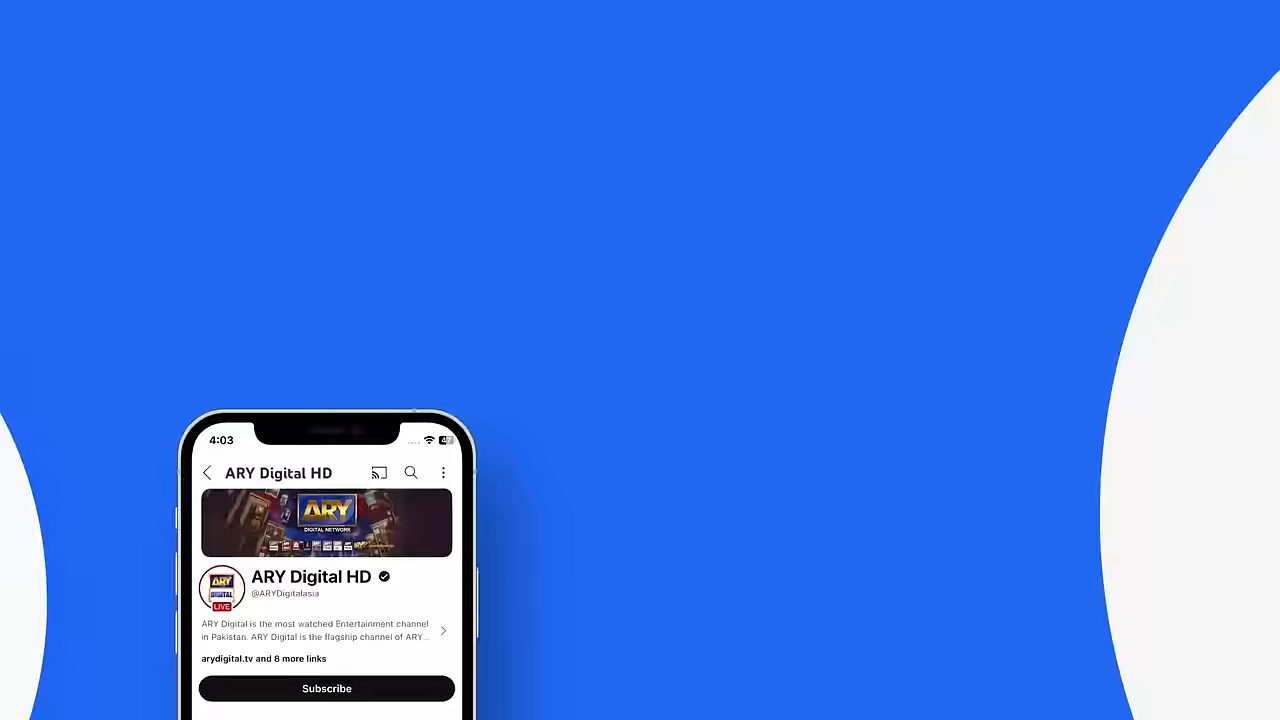 4:03
47
ARY Digital HD
ARY
DIGITAL NETWORK
ARY Digital HD
@ARYDigitalasia
ARY
DIGITAL
LIVE
ARY Digital is the most watched Entertainment channel
in Pakistan. ARY Digital is the flagship channel of ARY...
arydigital.tv and 8 more links
Subscribe